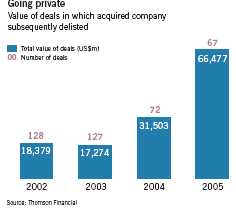 Going private
Value of deals in which acquired company
subsequently delisted
Total value of deals (US$m)
00 Number of deals
67
66,477
72
31,503
128
127
18,379
17,274
2002 2003 2004 2005
Source: Thomson Financial